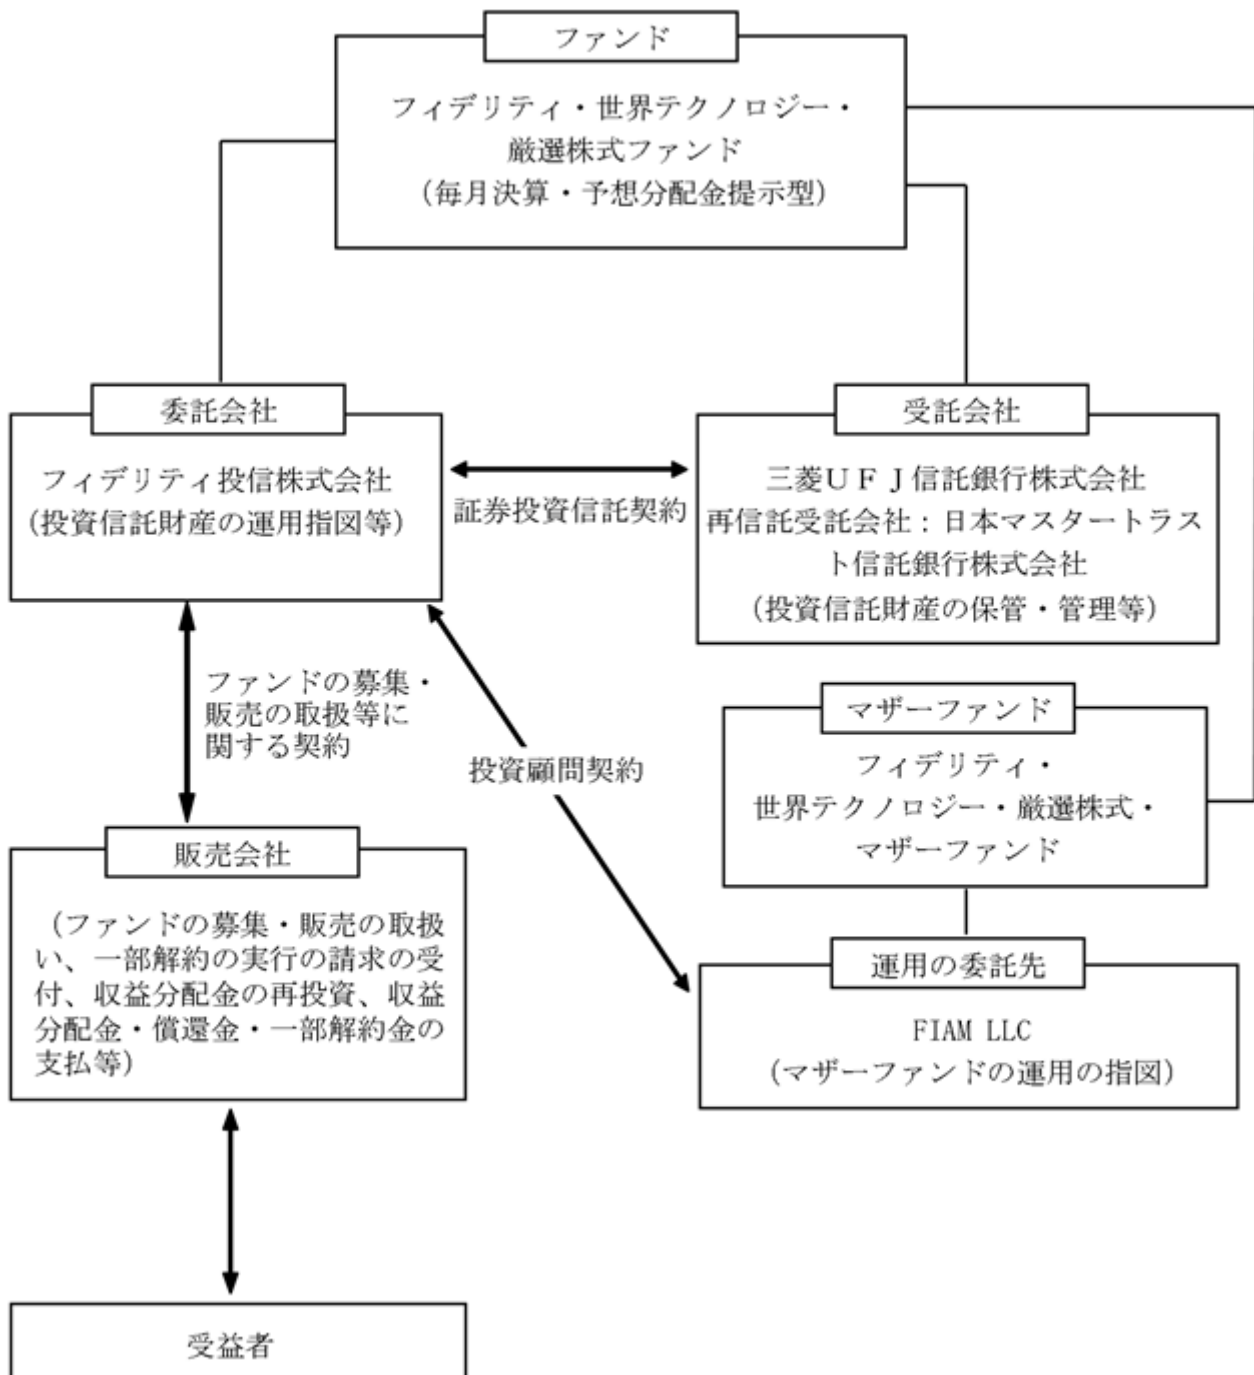 ファンド
フィデリティ・世界テクノロジー・
厳選株式ファンド
（毎月決算・予想分配金提示型）
委託会社
フィデリティ投信株式会社
（投資信託財産の運用指図等）
証券投資信託契約
受託会社
三菱ＵＦＪ信託銀行株式会社
再信託受託会社：日本マスタートラス
ト信託銀行株式会社
（投資信託財産の保管・管理等）
ファンドの募集・
販売の取扱等に
関する契約
投資顧問契約
マザーファンド
フィデリティ・
世界テクノロジー・厳選株式・
マザーファンド
販売会社
（ファンドの募集・販売の取扱
い、一部解約の実行の請求の受
付、収益分配金の再投資、収益
分配金・償還金・一部解約金の
支払等）
運用の委託先
FIAM LLC
（マザーファンドの運用の指図）
受益者